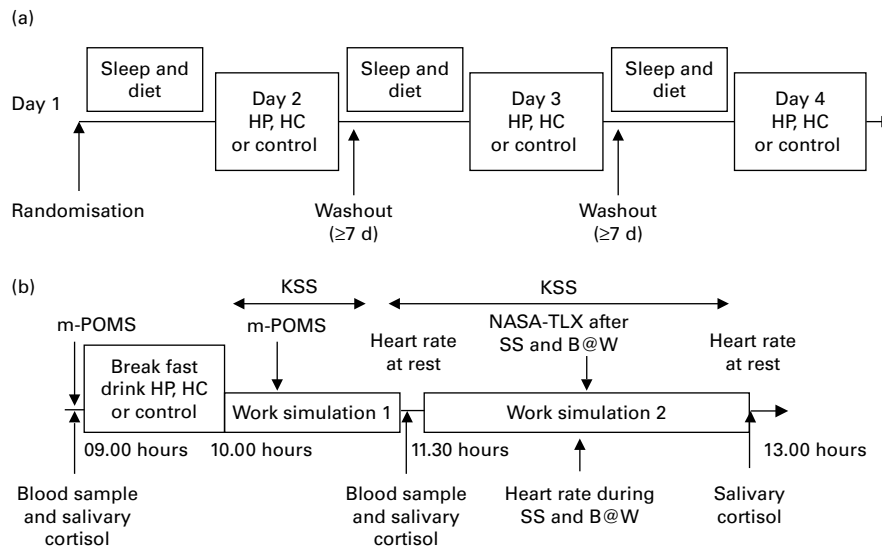 (a)
Sleep and
diet
Sleep and
diet
Sleep and
diet
Day 1
Day 2
HP, HC
or control
Day 3
HP, HC
or control
Day 4
HP, HC
or control
Randomisation
Washout
(≥7 d)
Washout
(≥7 d)
(b)
KSS
KSS
m-POMS
m-POMS
Heart rate
at rest
NASA-TLX after
SS and B@W
Heart rate
at rest
Break fast
drink HP, HC
or control
Work simulation 1
Work simulation 2
09.00 hours
10.00 hours
11.30 hours
13.00 hours
Blood sample
and salivary
cortisol
Blood sample
and salivary
cortisol
Heart rate during
SS and B@W
Salivary
cortisol